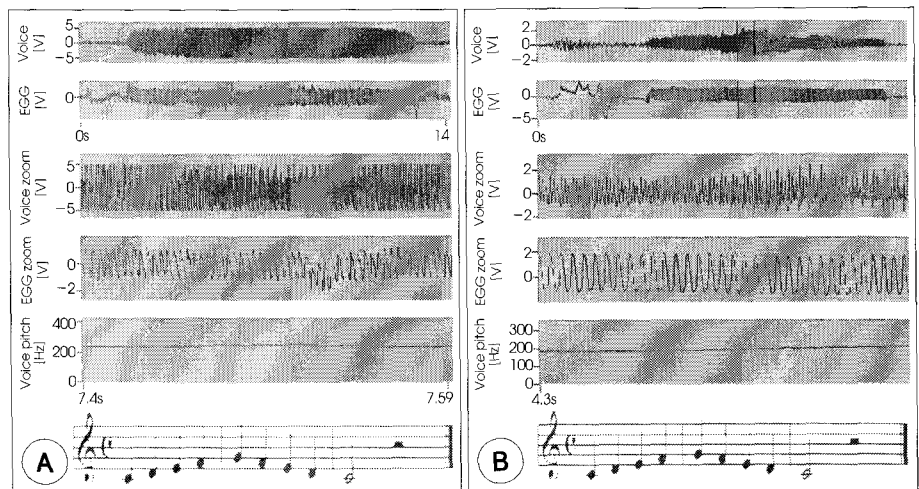 Voice [V]
5
0
-5
EGG [V]
0
0s
14
Voice zoom [V]
5
0
-5
EGG zoom [V]
0
-2
Voice pitch [Hz]
400
200
0
7.4s
7.59
A
Voice [V]
2
0
-2
EGG [V]
0
-5
0s
Voice zoom [V]
2
0
-2
EGG zoom [V]
2
0
Voice pitch [Hz]
300
200
100
0
4.3s
B